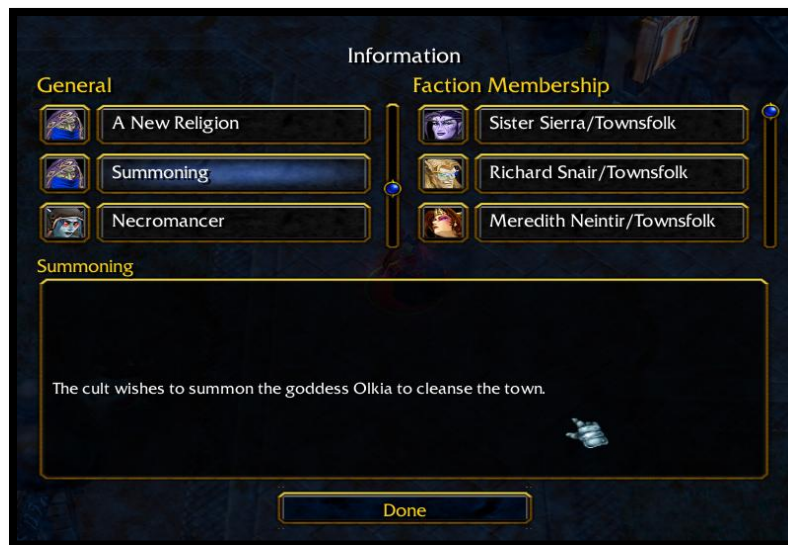 Information
General
Faction Membership
A New Religion
Sister Sierra/Townsfolk
Summoning
Richard Snair/Townsfolk
Necromancer
Meredith Neintir/Townsfolk
Summoning
The cult wishes to summon the goddess Olkia to cleanse the town.
Done